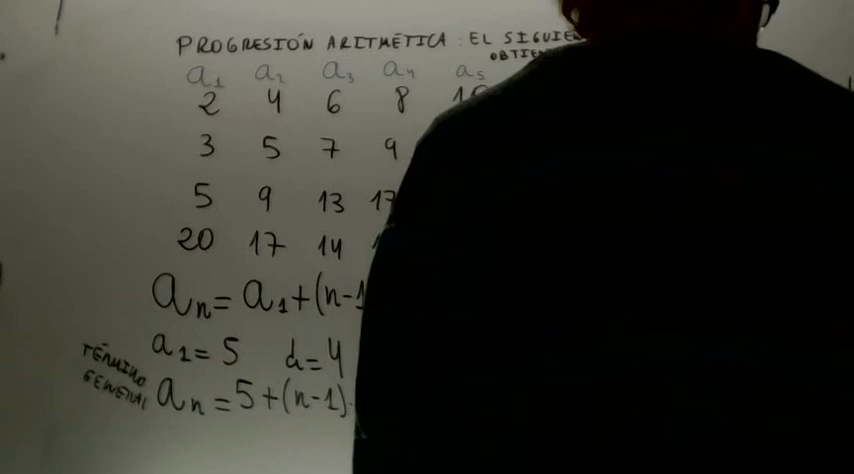 PROGRESIÓN ARITMÉTICA: EL
a₁ a₂ a₃ a₄ a₅
2 4 6 8
3 5 7 9
5 9 13 17
20 17 14
aₙ = a₁ + (n-1
a₁ = 5 d = 4
TÉRMINO GENERAL
aₙ = 5 + (n-1).